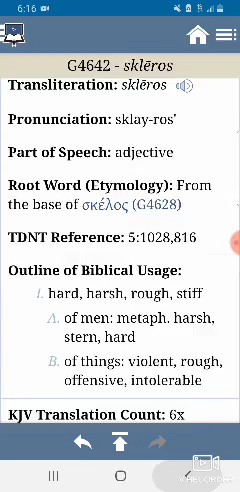 6:16
G4642 - sklēros
Transliteration: sklēros
Pronunciation: sklay-ros'
Part of Speech: adjective
Root Word (Etymology): From
the base of σκέλος (G4628)
TDNT Reference: 5:1028,816
Outline of Biblical Usage:
I. hard, harsh, rough, stiff
A. of men: metaph. harsh,
stern, hard
B. of things: violent, rough,
offensive, intolerable
KJV Translation Count: 6x
V RECORDER